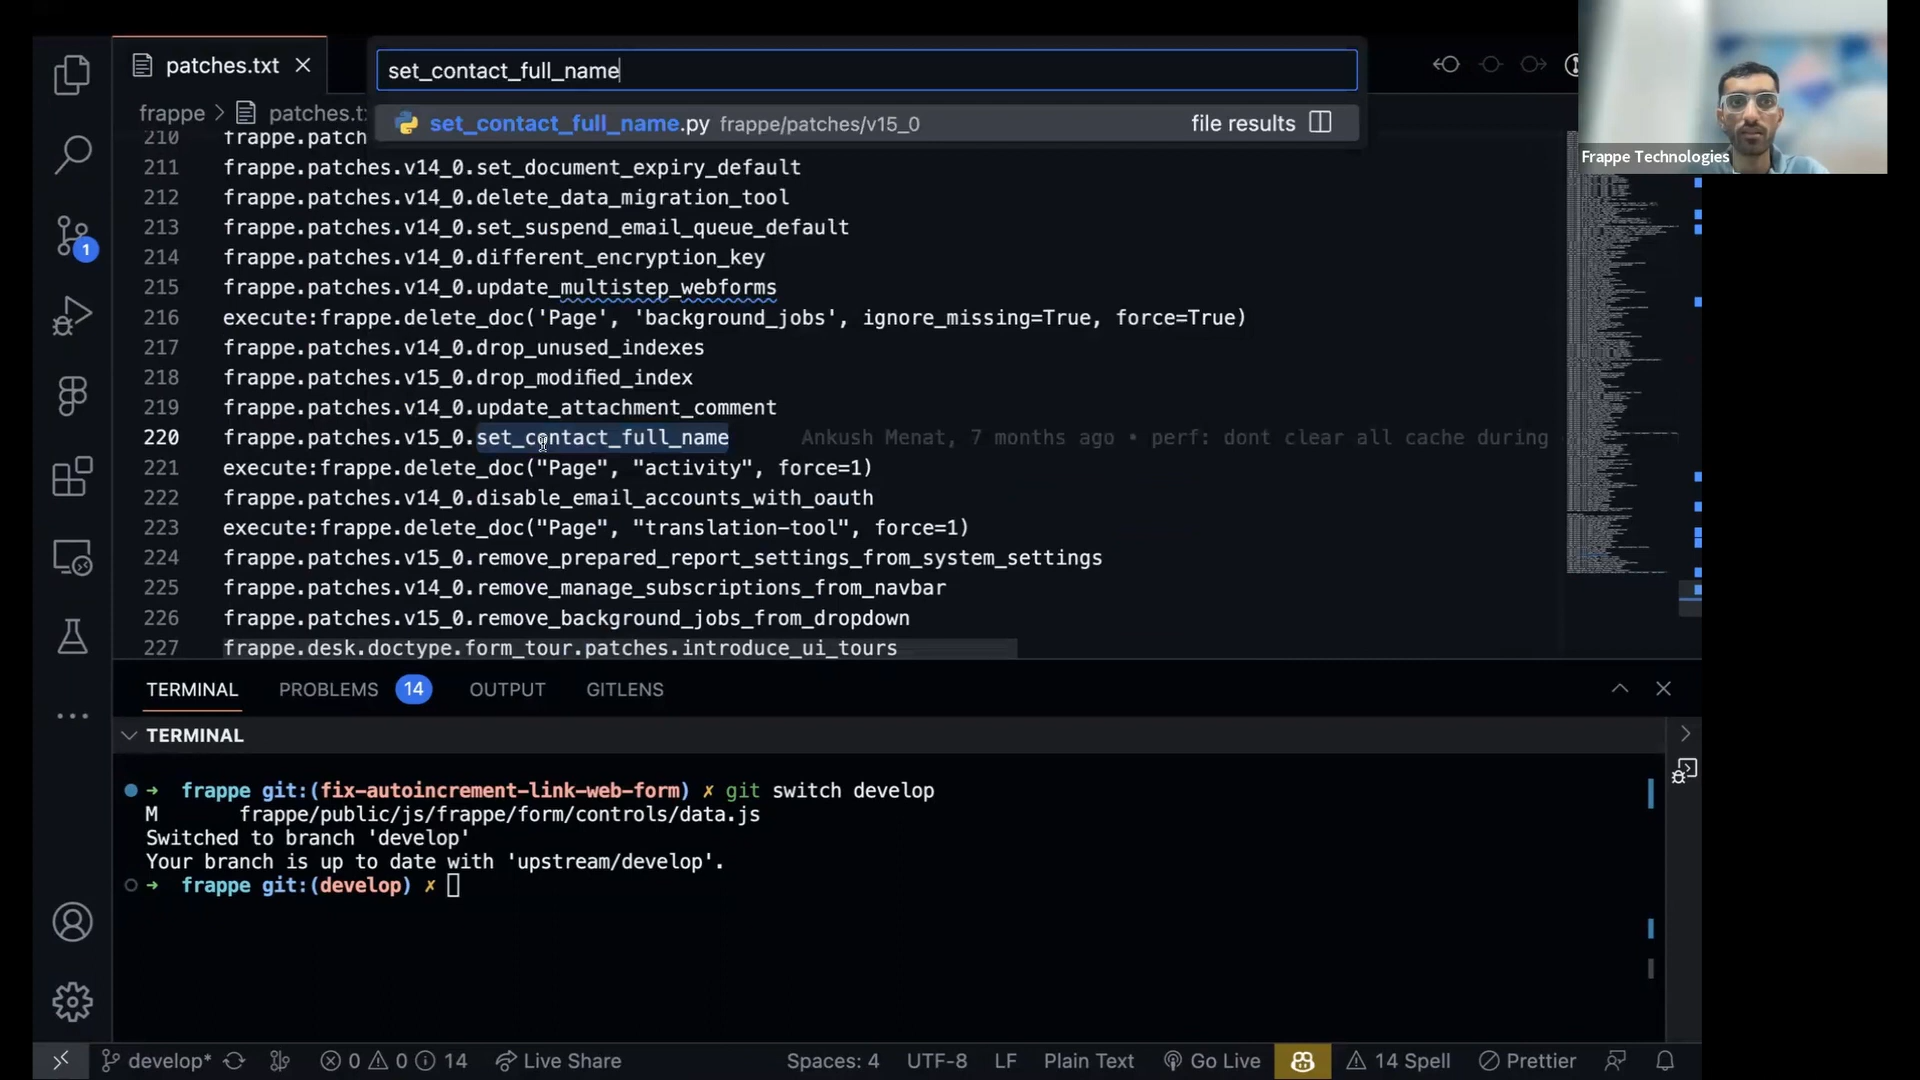 patches.txt
set_contact_full_name
set_contact_full_name.py frappe/patches/v15_0 file results
frappe > patches.tx
Frappe Technologies
210 frappe.patch
211 frappe.patches.v14_0.set_document_expiry_default
212 frappe.patches.v14_0.delete_data_migration_tool
213 frappe.patches.v14_0.set_suspend_email_queue_default
214 frappe.patches.v14_0.different_encryption_key
215 frappe.patches.v14_0.update_multistep_webforms
216 execute:frappe.delete_doc('Page', 'background_jobs', ignore_missing=True, force=True)
217 frappe.patches.v14_0.drop_unused_indexes
218 frappe.patches.v15_0.drop_modified_index
219 frappe.patches.v14_0.update_attachment_comment
220 frappe.patches.v15_0.set_contact_full_name Ankush Menat, 7 months ago • perf: dont clear all cache during
221 execute:frappe.delete_doc("Page", "activity", force=1)
222 frappe.patches.v14_0.disable_email_accounts_with_oauth
223 execute:frappe.delete_doc("Page", "translation-tool", force=1)
224 frappe.patches.v15_0.remove_prepared_report_settings_from_system_settings
225 frappe.patches.v14_0.remove_manage_subscriptions_from_navbar
226 frappe.patches.v15_0.remove_background_jobs_from_dropdown
227 frappe.desk.doctype.form_tour.patches.introduce_ui_tours
1
TERMINAL PROBLEMS 14 OUTPUT GITLENS
TERMINAL
→ frappe git:(fix-autoincrement-link-web-form) ✗ git switch develop
M frappe/public/js/frappe/form/controls/data.js
Switched to branch 'develop'
Your branch is up to date with 'upstream/develop'.
→ frappe git:(develop) ✗
develop* 0 0 14 Live Share Spaces: 4 UTF-8 LF Plain Text Go Live 14 Spell Prettier